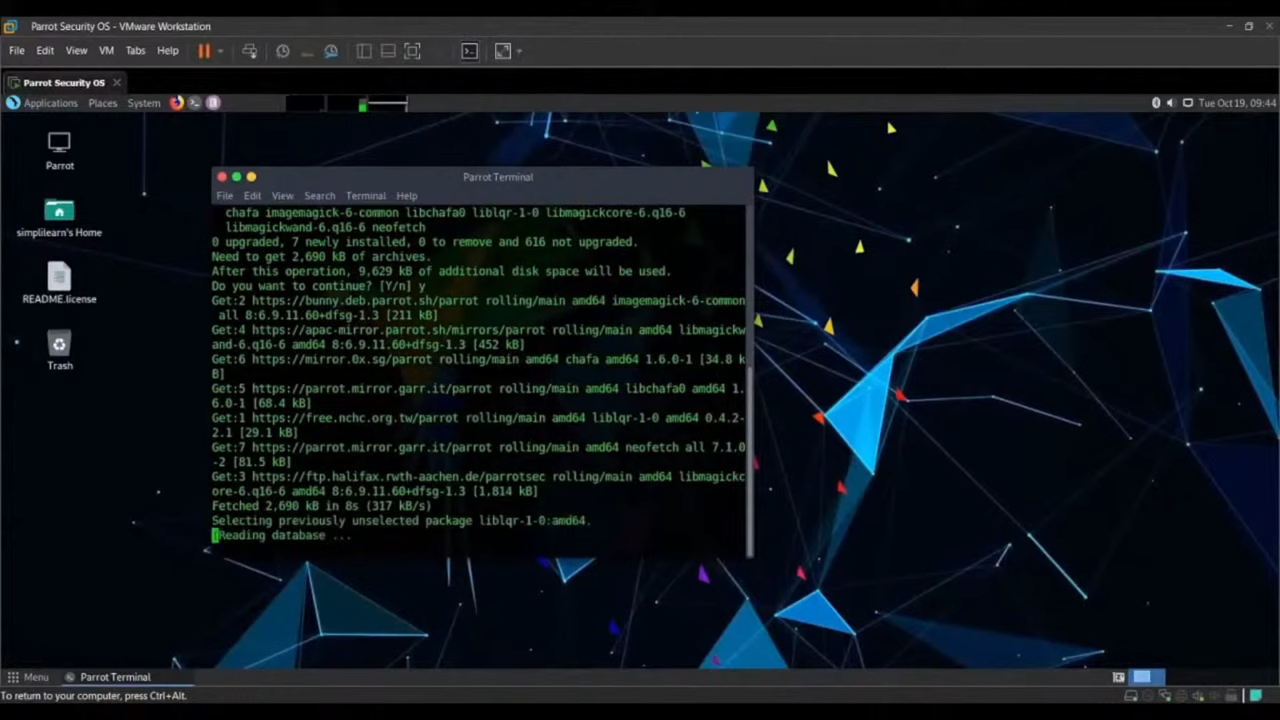 Parrot Security OS - VMware Workstation
File Edit View VM Tabs Help
Parrot Security OS
Applications Places System
Tue Oct 19, 09:44
Parrot
simplilearn's Home
README.license
Trash
Parrot Terminal
File Edit View Search Terminal Help
chafa imagemagick-6-common libchafa0 liblqr-1-0 libmagickcore-6.q16-6
libmagickwand-6.q16-6 neofetch
0 upgraded, 7 newly installed, 0 to remove and 616 not upgraded.
Need to get 2,690 kB of archives.
After this operation, 9,629 kB of additional disk space will be used.
Do you want to continue? [Y/n] y
Get:2 https://bunny.deb.parrot.sh/parrot rolling/main amd64 imagemagick-6-common
all 8:6.9.11.60+dfsg-1.3 [211 kB]
Get:4 https://apac-mirror.parrot.sh/mirrors/parrot rolling/main amd64 libmagickw
and-6.q16-6 amd64 8:6.9.11.60+dfsg-1.3 [452 kB]
Get:6 https://mirror.0x.sg/parrot rolling/main amd64 chafa amd64 1.6.0-1 [34.8 k
B]
Get:5 https://parrot.mirror.garr.it/parrot rolling/main amd64 libchafa0 amd64 1.
6.0-1 [68.4 kB]
Get:1 https://free.nchc.org.tw/parrot rolling/main amd64 liblqr-1-0 amd64 0.4.2-
2.1 [29.1 kB]
Get:7 https://parrot.mirror.garr.it/parrot rolling/main amd64 neofetch all 7.1.0
-2 [81.5 kB]
Get:3 https://ftp.halifax.rwth-aachen.de/parrotsec rolling/main amd64 libmagickc
ore-6.q16-6 amd64 8:6.9.11.60+dfsg-1.3 [1,814 kB]
Fetched 2,690 kB in 8s (317 kB/s)
Selecting previously unselected package liblqr-1-0:amd64.
(Reading database ...
Menu Parrot Terminal
To return to your computer, press Ctrl+Alt.